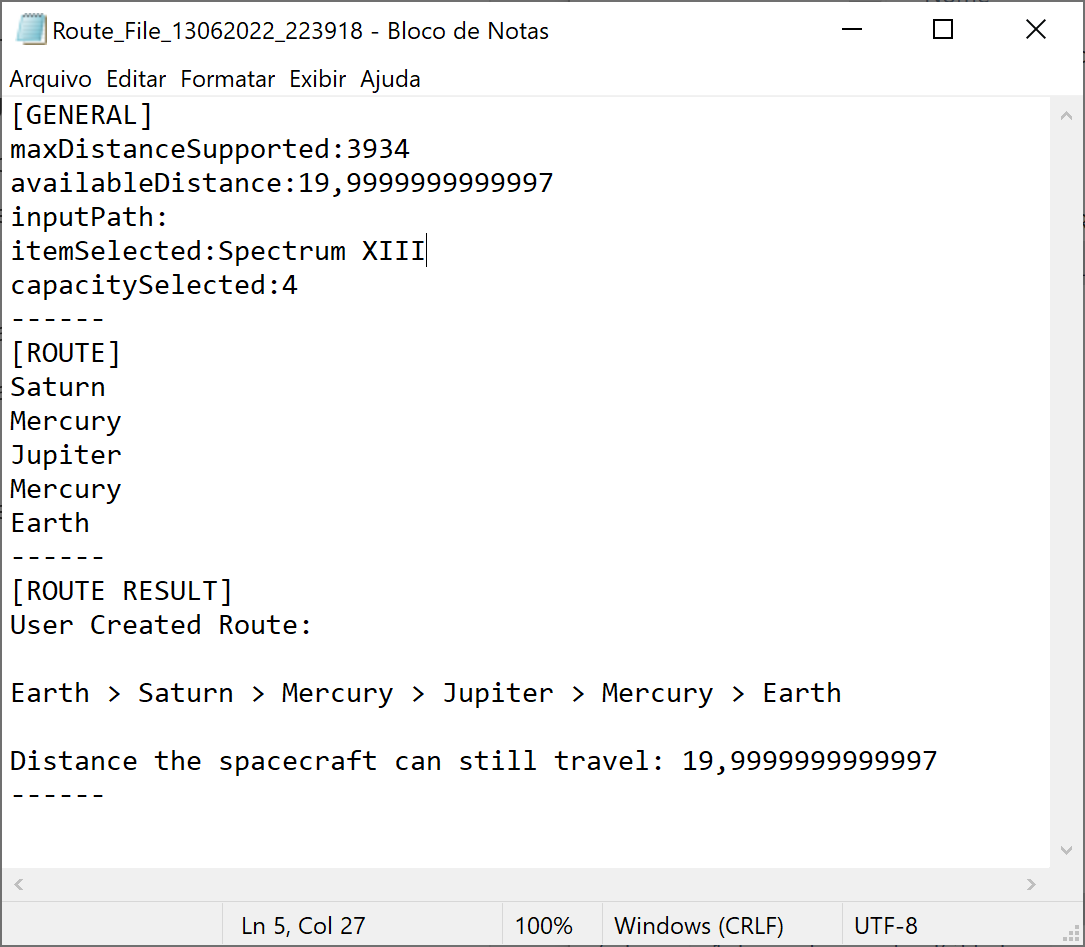 Route_File_13062022_223918 - Bloco de Notas
Arquivo Editar Formatar Exibir Ajuda
[GENERAL]
maxDistanceSupported:3934
availableDistance:19,9999999999997
inputPath:
itemSelected:Spectrum XIII
capacitySelected:4
------
[ROUTE]
Saturn
Mercury
Jupiter
Mercury
Earth
------
[ROUTE RESULT]
User Created Route:
Earth > Saturn > Mercury > Jupiter > Mercury > Earth
Distance the spacecraft can still travel: 19,9999999999997
------
Ln 5, Col 27 100% Windows (CRLF) UTF-8